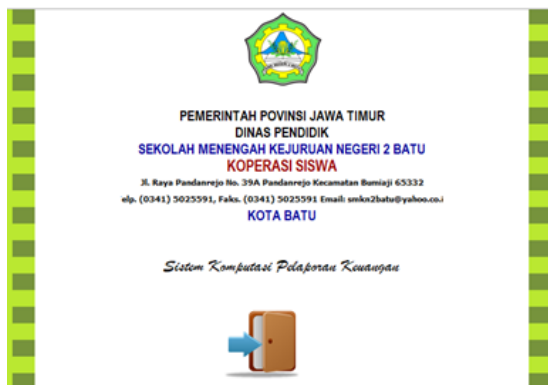 PEMERINTAH POVINSI JAWA TIMUR
DINAS PENDIDIK
SEKOLAH MENENGAH KEJURUAN NEGERI 2 BATU
KOPERASI SISWA
Jl. Raya Pandanrejo No. 39A Pandanrejo Kecamatan Bumiaji 65332
elp. (0341) 5025591, Faks. (0341) 5025591 Email: smkn2batu@yahoo.co.i
KOTA BATU
Sistem Komputasi Pelaporan Keuangan